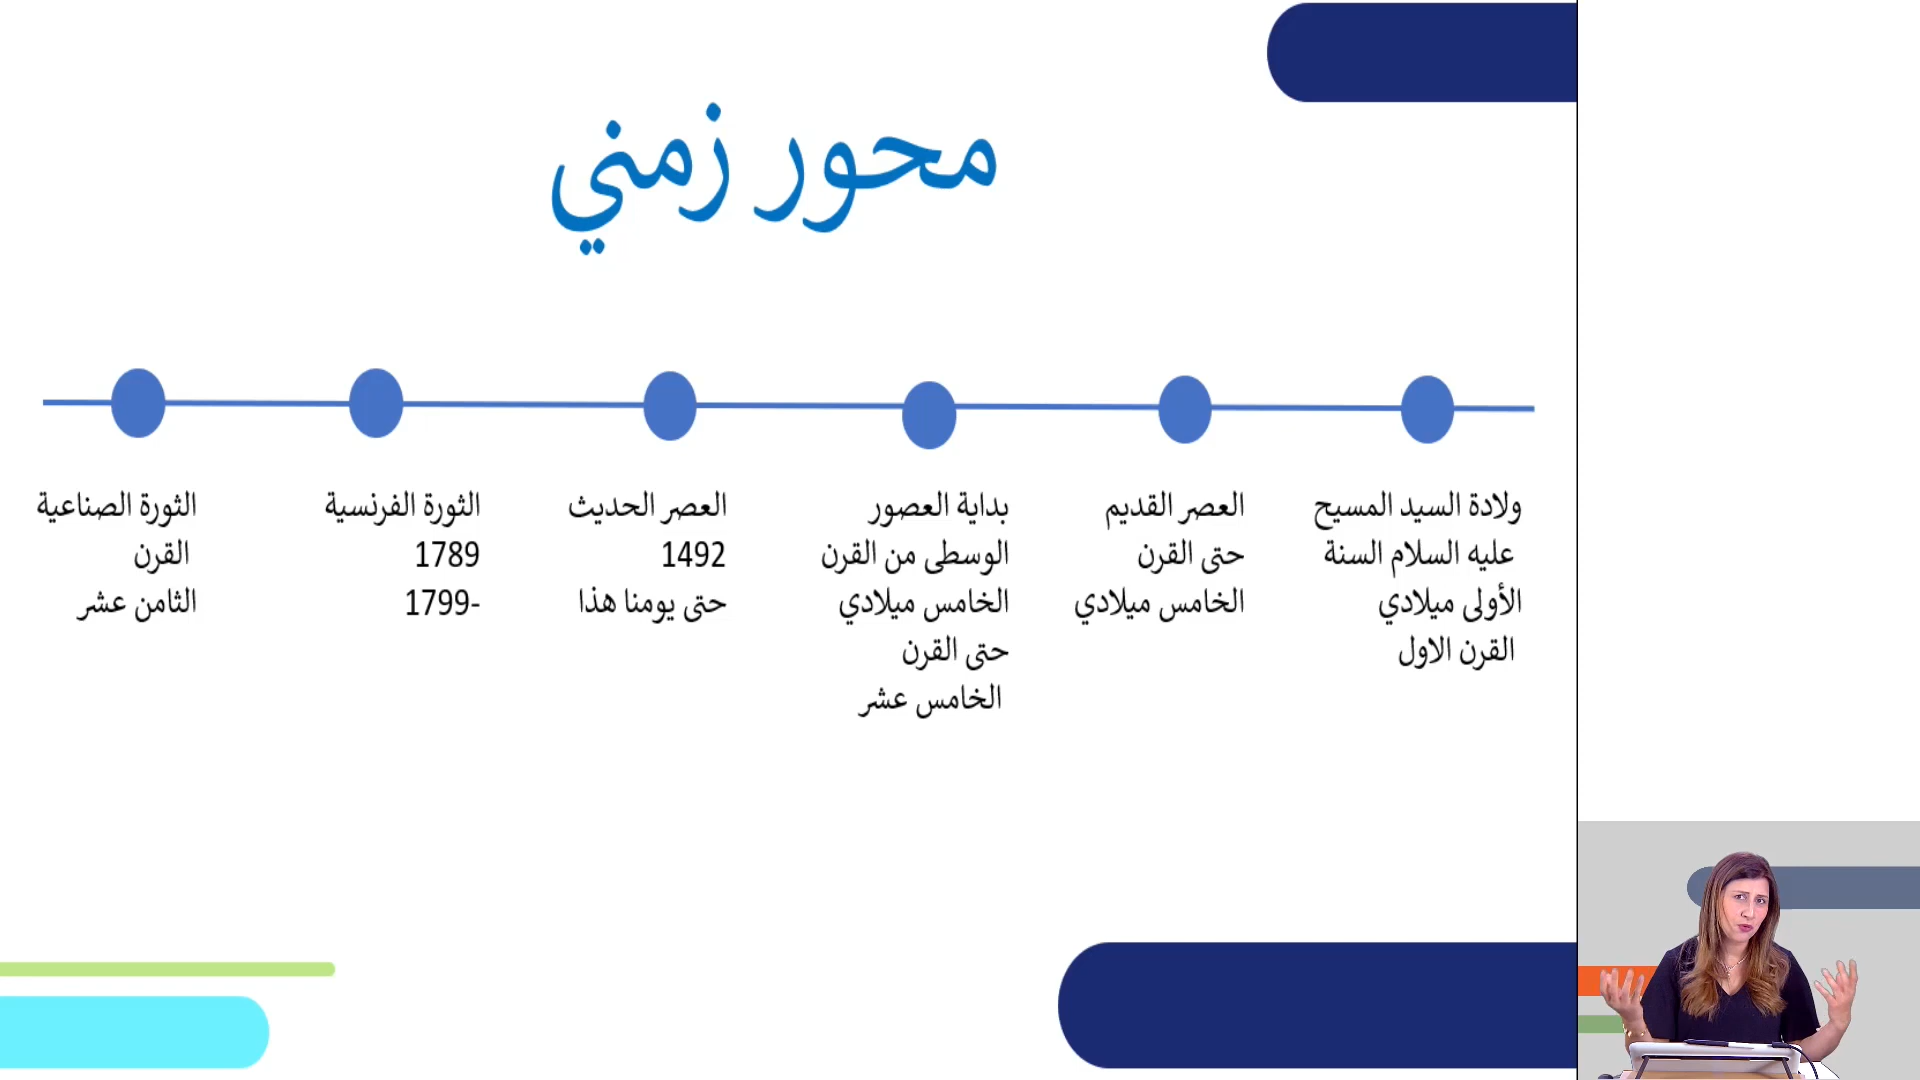 محور زمني
ولادة السيد المسيح
عليه السلام السنة
الأولى ميلادي
القرن الاول
العصر القديم
حتى القرن
الخامس ميلادي
بداية العصور
الوسطى من القرن
الخامس ميلادي
حتى القرن
الخامس عشر
العصر الحديث
1492
حتى يومنا هذا
الثورة الفرنسية
1789
1799-
الثورة الصناعية
القرن
الثامن عشر